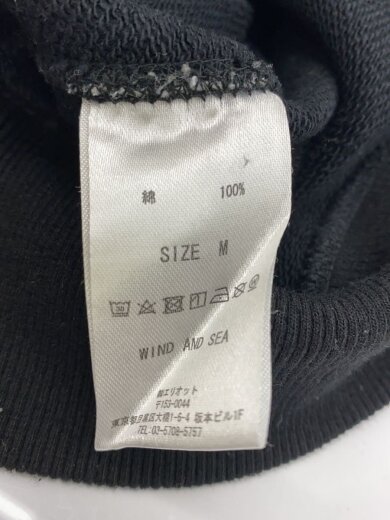 綿 100%
SIZE M
30
WIND AND SEA
㈱エリオット
〒153-0044
東京都目黒区大橋1-6-4 坂本ビル1F
TEL:03-5708-5757